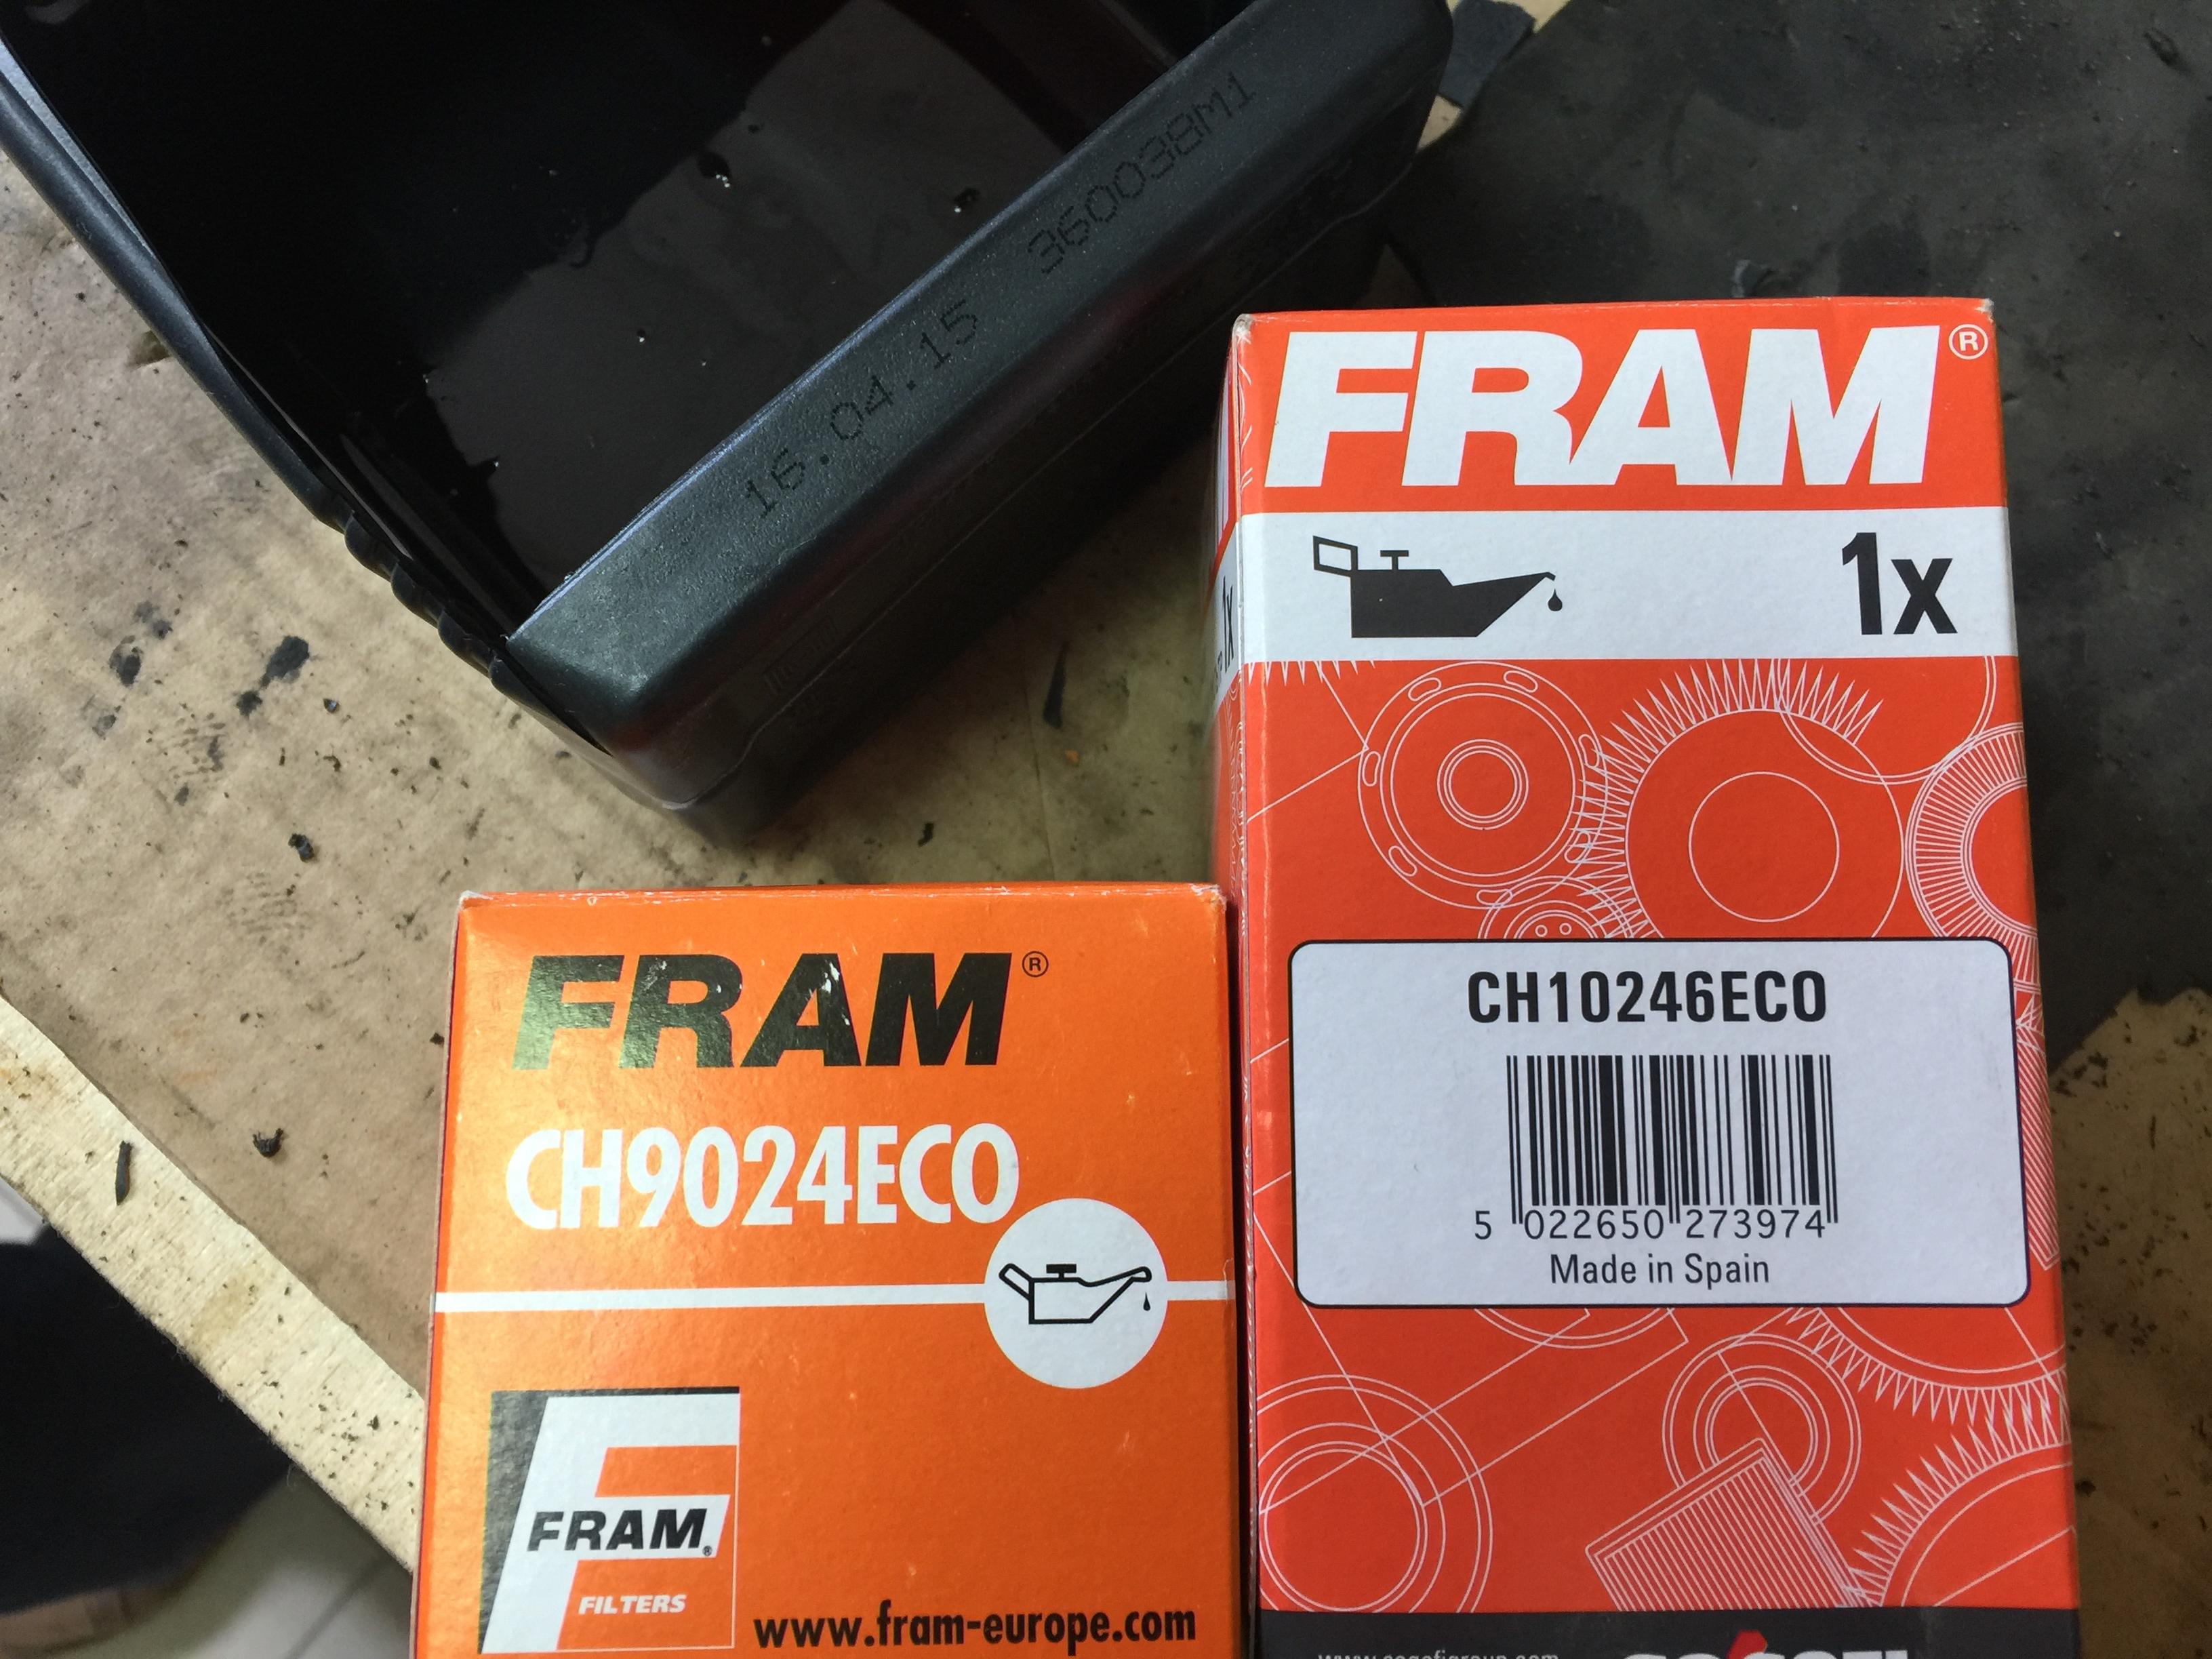 16.04.15 360038M1
FRAM®
1x
CH10246ECO
5 022650 273974
Made in Spain
FRAM®
CH9024ECO
FRAM®
FILTERS
www.fram-europe.com
1x